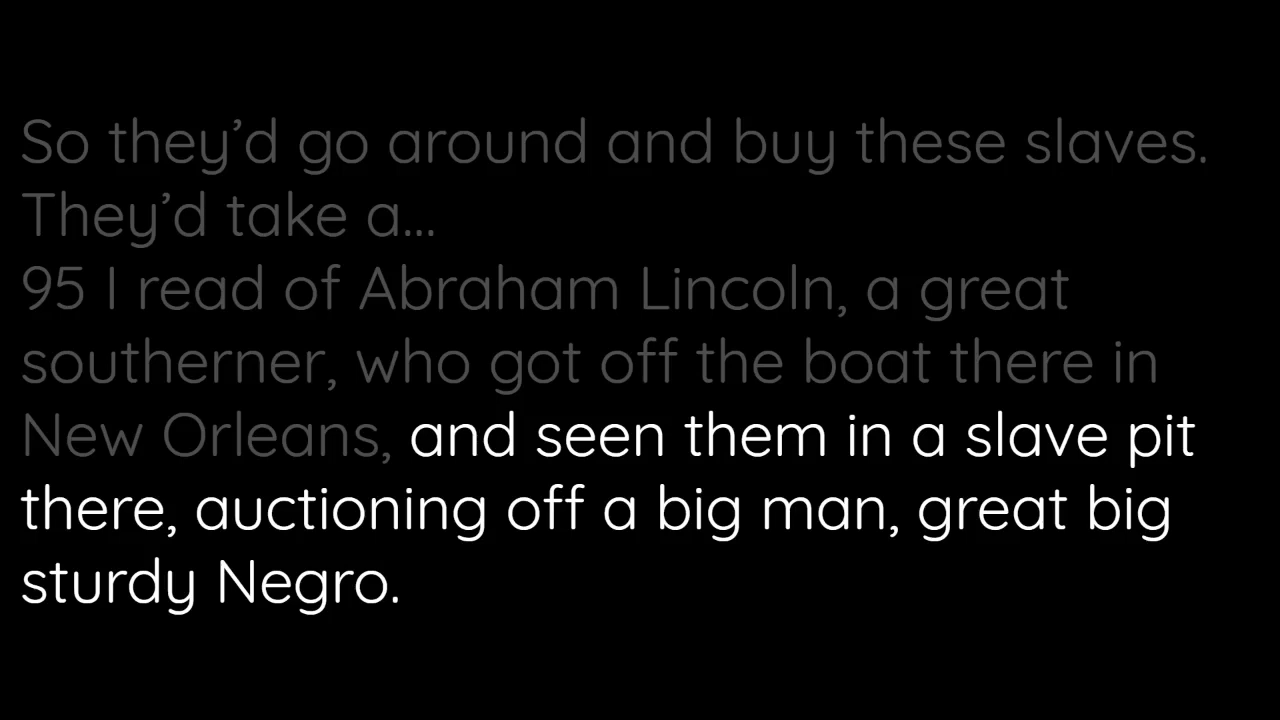 So they’d go around and buy these slaves.
They’d take a...
95 I read of Abraham Lincoln, a great
southerner, who got off the boat there in
New Orleans, and seen them in a slave pit
there, auctioning off a big man, great big
sturdy Negro.